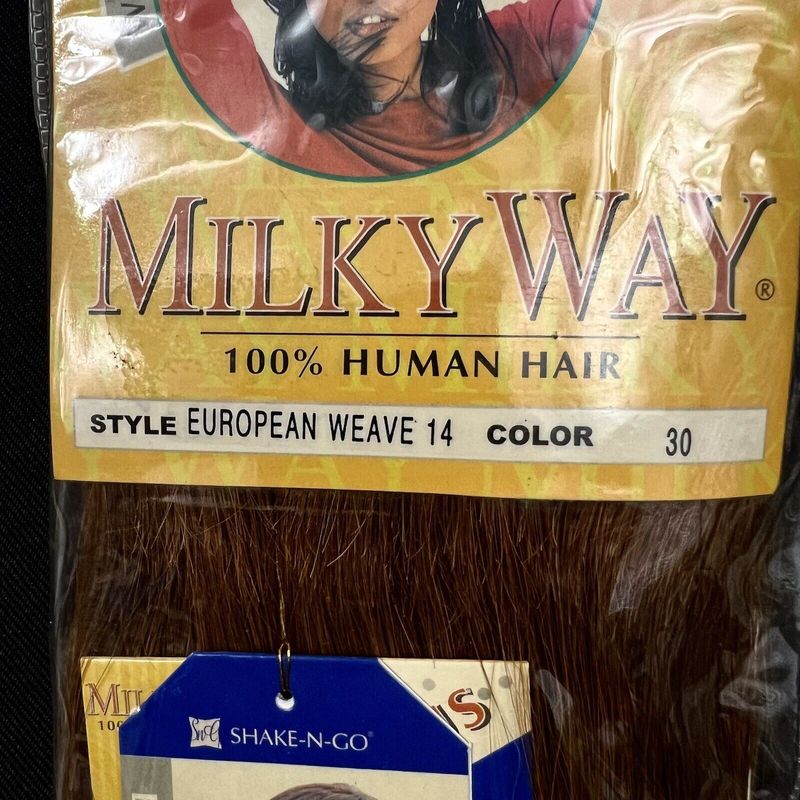 MILKY WAY®
100% HUMAN HAIR
STYLE EUROPEAN WEAVE 14 COLOR 30
SHAKE-N-GO®